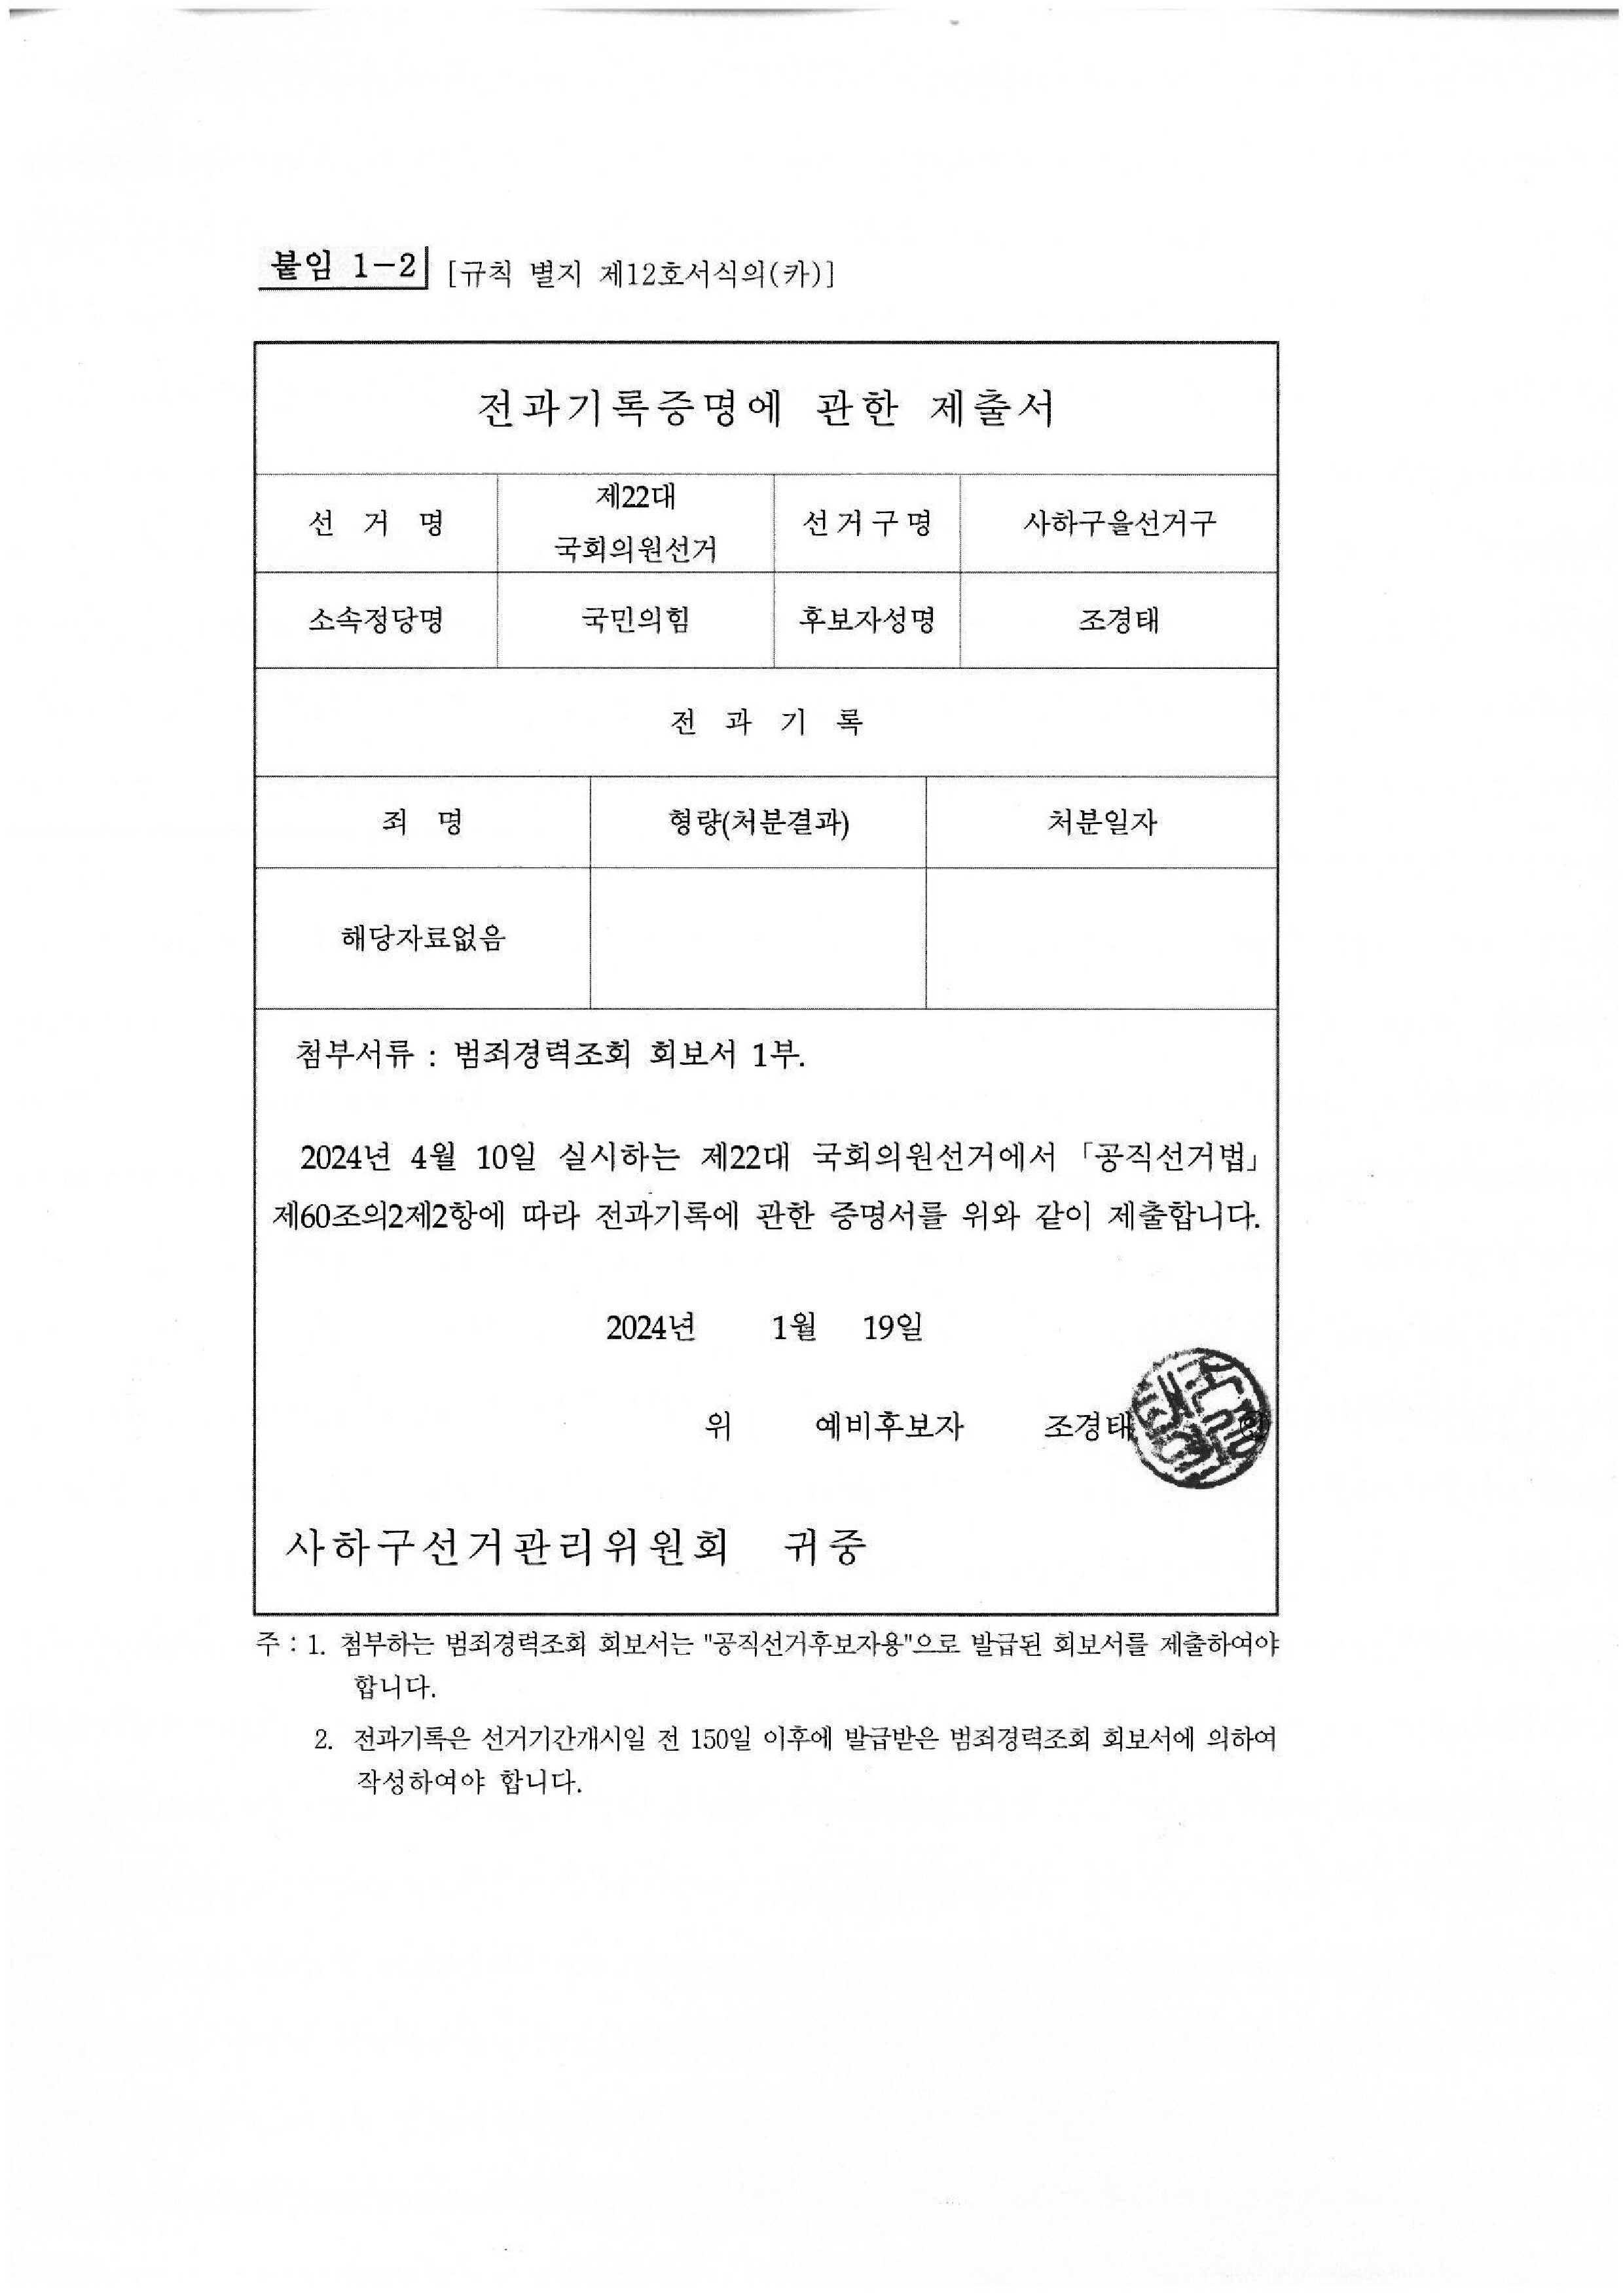 붙임 1-2 [규칙 별지 제12호서식의(카)]
전과기록증명에 관한 제출서
선 거 명
제22대
국회의원선거
선거구명
사하구을선거구
소속정당명
국민의힘
후보자성명
조경태
전 과 기 록
죄 명
형량(처분결과)
처분일자
해당자료없음
첨부서류 : 범죄경력조회 회보서 1부.
2024년 4월 10일 실시하는 제22대 국회의원선거에서 「공직선거법」
제60조의2제2항에 따라 전과기록에 관한 증명서를 위와 같이 제출합니다.
2024년 1월 19일
위 예비후보자 조경태
사하구선거관리위원회 귀중
주 : 1. 첨부하는 범죄경력조회 회보서는 "공직선거후보자용"으로 발급된 회보서를 제출하여야
합니다.
2. 전과기록은 선거기간개시일 전 150일 이후에 발급받은 범죄경력조회 회보서에 의하여
작성하여야 합니다.